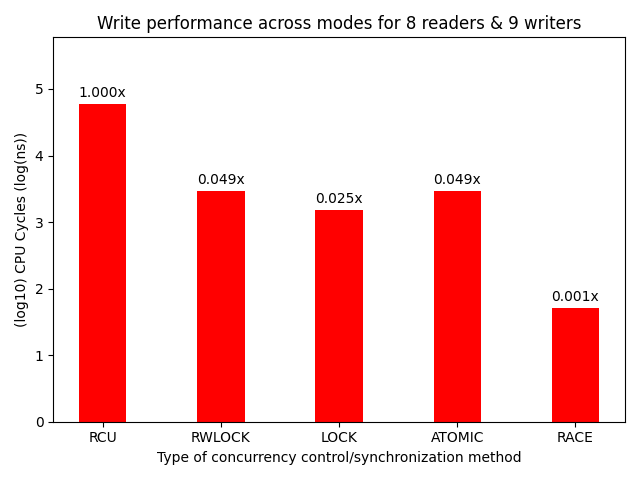 Write performance across modes for 8 readers & 9 writers
(log10) CPU Cycles (log(ns))
5
4
3
2
1
0
1.000x
0.049x
0.025x
0.049x
0.001x
RCU
RWLOCK
LOCK
ATOMIC
RACE
Type of concurrency control/synchronization method